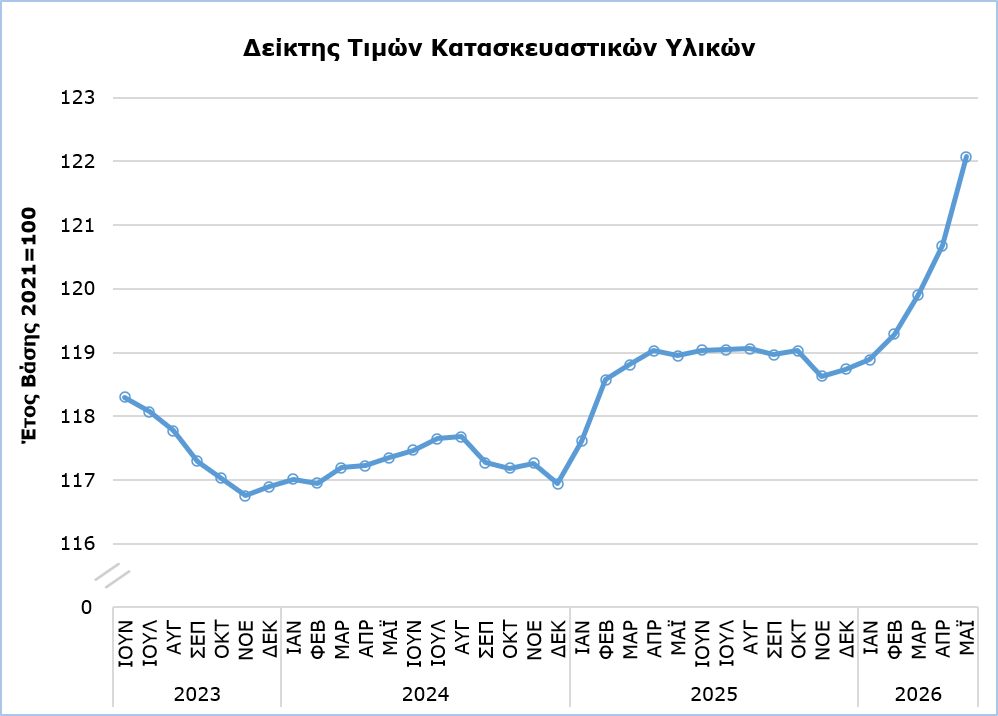 Δείκτης Τιμών Κατασκευαστικών Υλικών
Έτος Βάσης 2021=100
123
122
121
120
119
118
117
116
0
ΙΟΥΝ ΙΟΥΛ ΑΥΓ ΣΕΠ ΟΚΤ ΝΟΕ ΔΕΚ ΙΑΝ ΦΕΒ ΜΑΡ ΑΠΡ ΜΑΪ ΙΟΥΝ ΙΟΥΛ ΑΥΓ ΣΕΠ ΟΚΤ ΝΟΕ ΔΕΚ ΙΑΝ ΦΕΒ ΜΑΡ ΑΠΡ ΜΑΪ ΙΟΥΝ ΙΟΥΛ ΑΥΓ ΣΕΠ ΟΚΤ ΝΟΕ ΔΕΚ ΙΑΝ ΦΕΒ ΜΑΡ ΑΠΡ ΜΑΪ
2023 2024 2025 2026